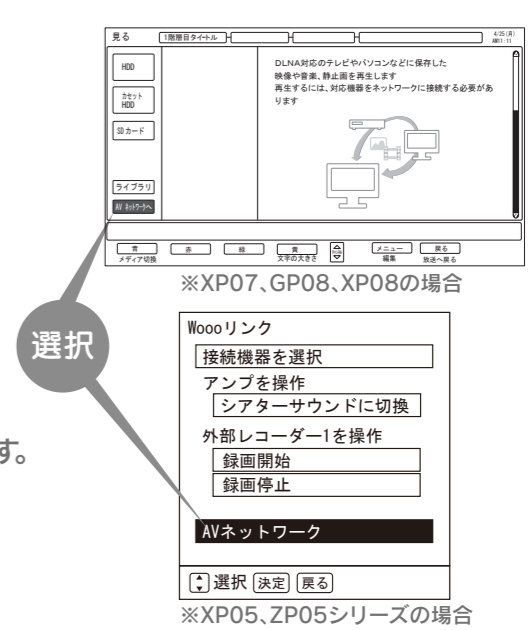 見る
1階層目タイトル
4/25(月)
AM11:11
HDD
カセット
HDD
SDカード
ライブラリ
AV ネットワークへ
DLNA対応のテレビやパソコンなどに保存した
映像や音楽、静止画を再生します
再生するには、対応機器をネットワークに接続する必要があ
ります
青 赤 緑 黄 メニュー 戻る
メディア切換 文字の大きさ 編集 放送へ戻る
※XP07、GP08、XP08の場合
選択
す。
Woooリンク
接続機器を選択
アンプを操作
シアターサウンドに切換
外部レコーダー1を操作
録画開始
録画停止
AVネットワーク
選択 決定 戻る
※XP05、ZP05シリーズの場合